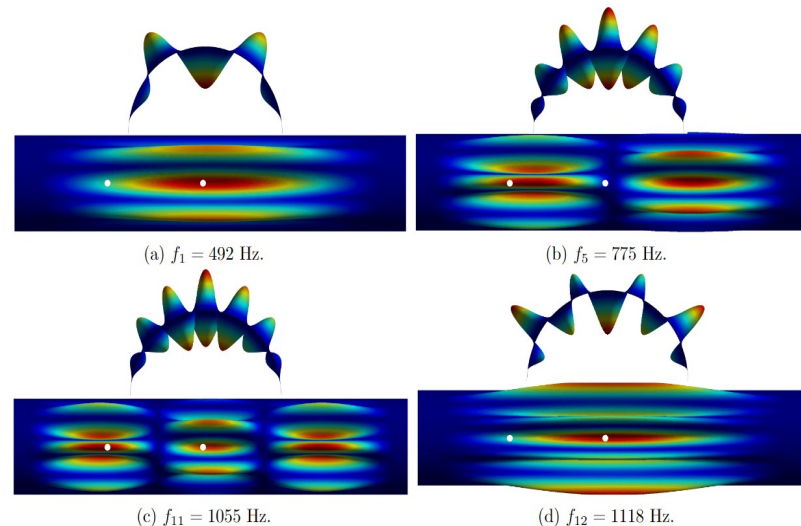 (a) f₁ = 492 Hz.
(b) f₅ = 775 Hz.
(c) f₁₁ = 1055 Hz.
(d) f₁₂ = 1118 Hz.